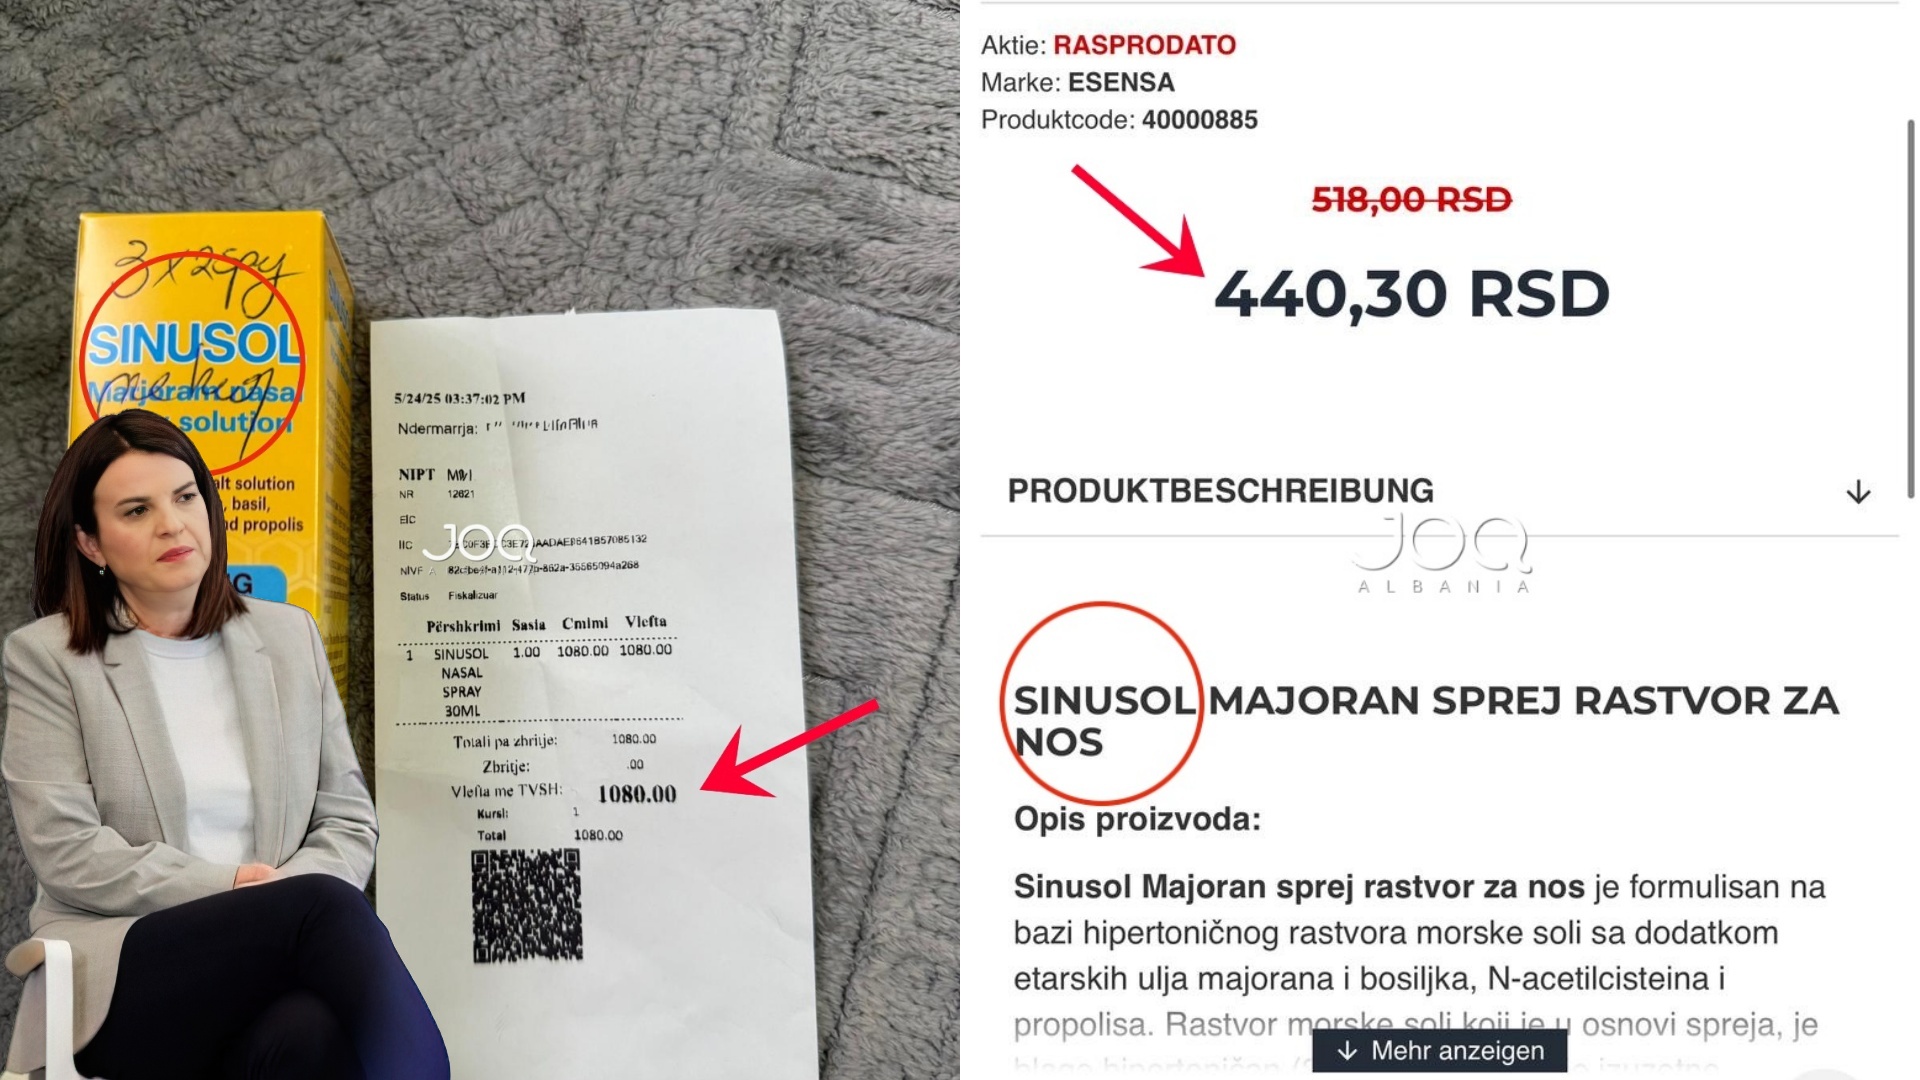 3 x 2 spy
SINUSOL
Marjoram nasal
solution
alt solution
, basil,
nd propolis
5/24/25 03:37:02 PM
Ndermarrja:
NIPT
NR 12621
EIC
IIC
NIVF
Status Fiskalizuar
Përshkrimi Sasia Cmimi Vlefta
1 SINUSOL 1.00 1080.00 1080.00
NASAL
SPRAY
30ML
Totali pa zbritje: 1080.00
Zbritje: .00
Vlefta me TVSH: 1080.00
Kursi: 1
Total 1080.00
JOQ
Aktie: RASPRODATO
Marke: ESENSA
Produktcode: 40000885
518,00 RSD
440,30 RSD
PRODUKTBESCHREIBUNG
JOQ
ALBANIA
SINUSOL MAJORAN SPREJ RASTVOR ZA
NOS
Opis proizvoda:
Sinusol Majoran sprej rastvor za nos je formulisan na
bazi hipertoničnog rastvora morske soli sa dodatkom
etarskih ulja majorana i bosiljka, N-acetilcisteina i
propolisa. Rastvor morske soli koji je u osnovi spreja, je
Mehr anzeigen